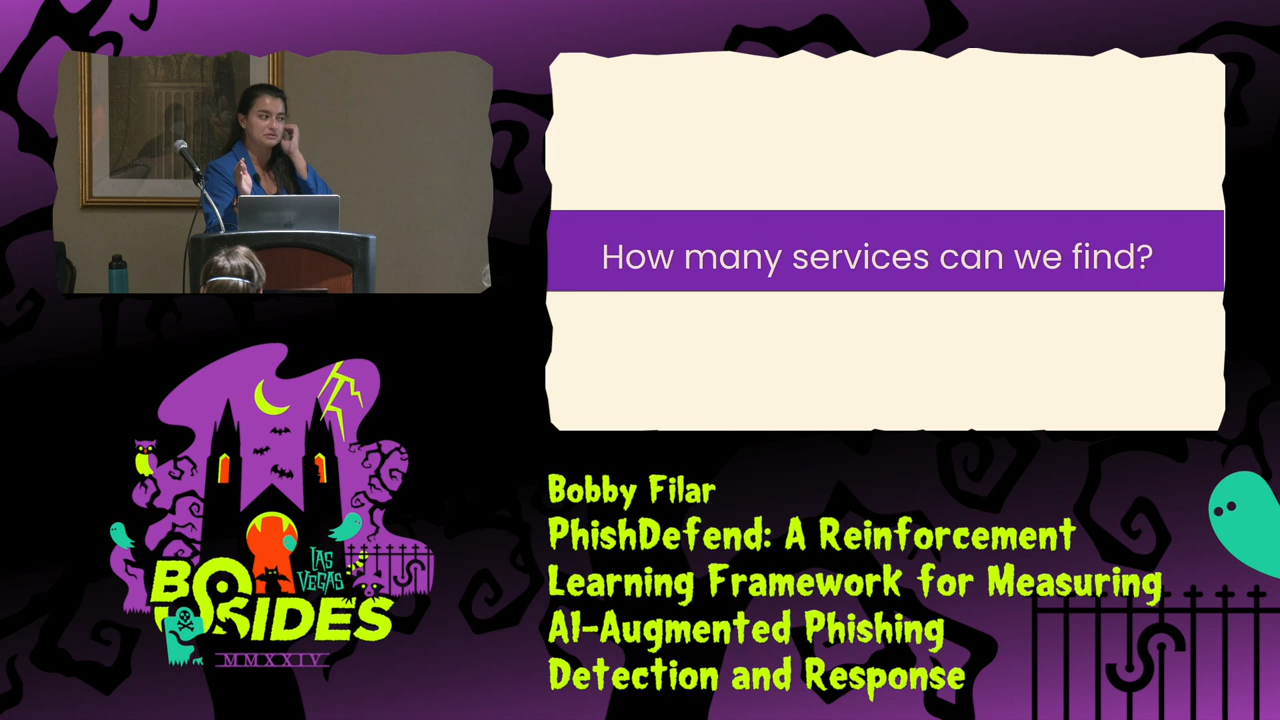 How many services can we find?
LAS
VEGAS
BSIDES
MMXXIV
Bobby Filar
PhishDefend: A Reinforcement
Learning Framework for Measuring
AI-Augmented Phishing
Detection and Response